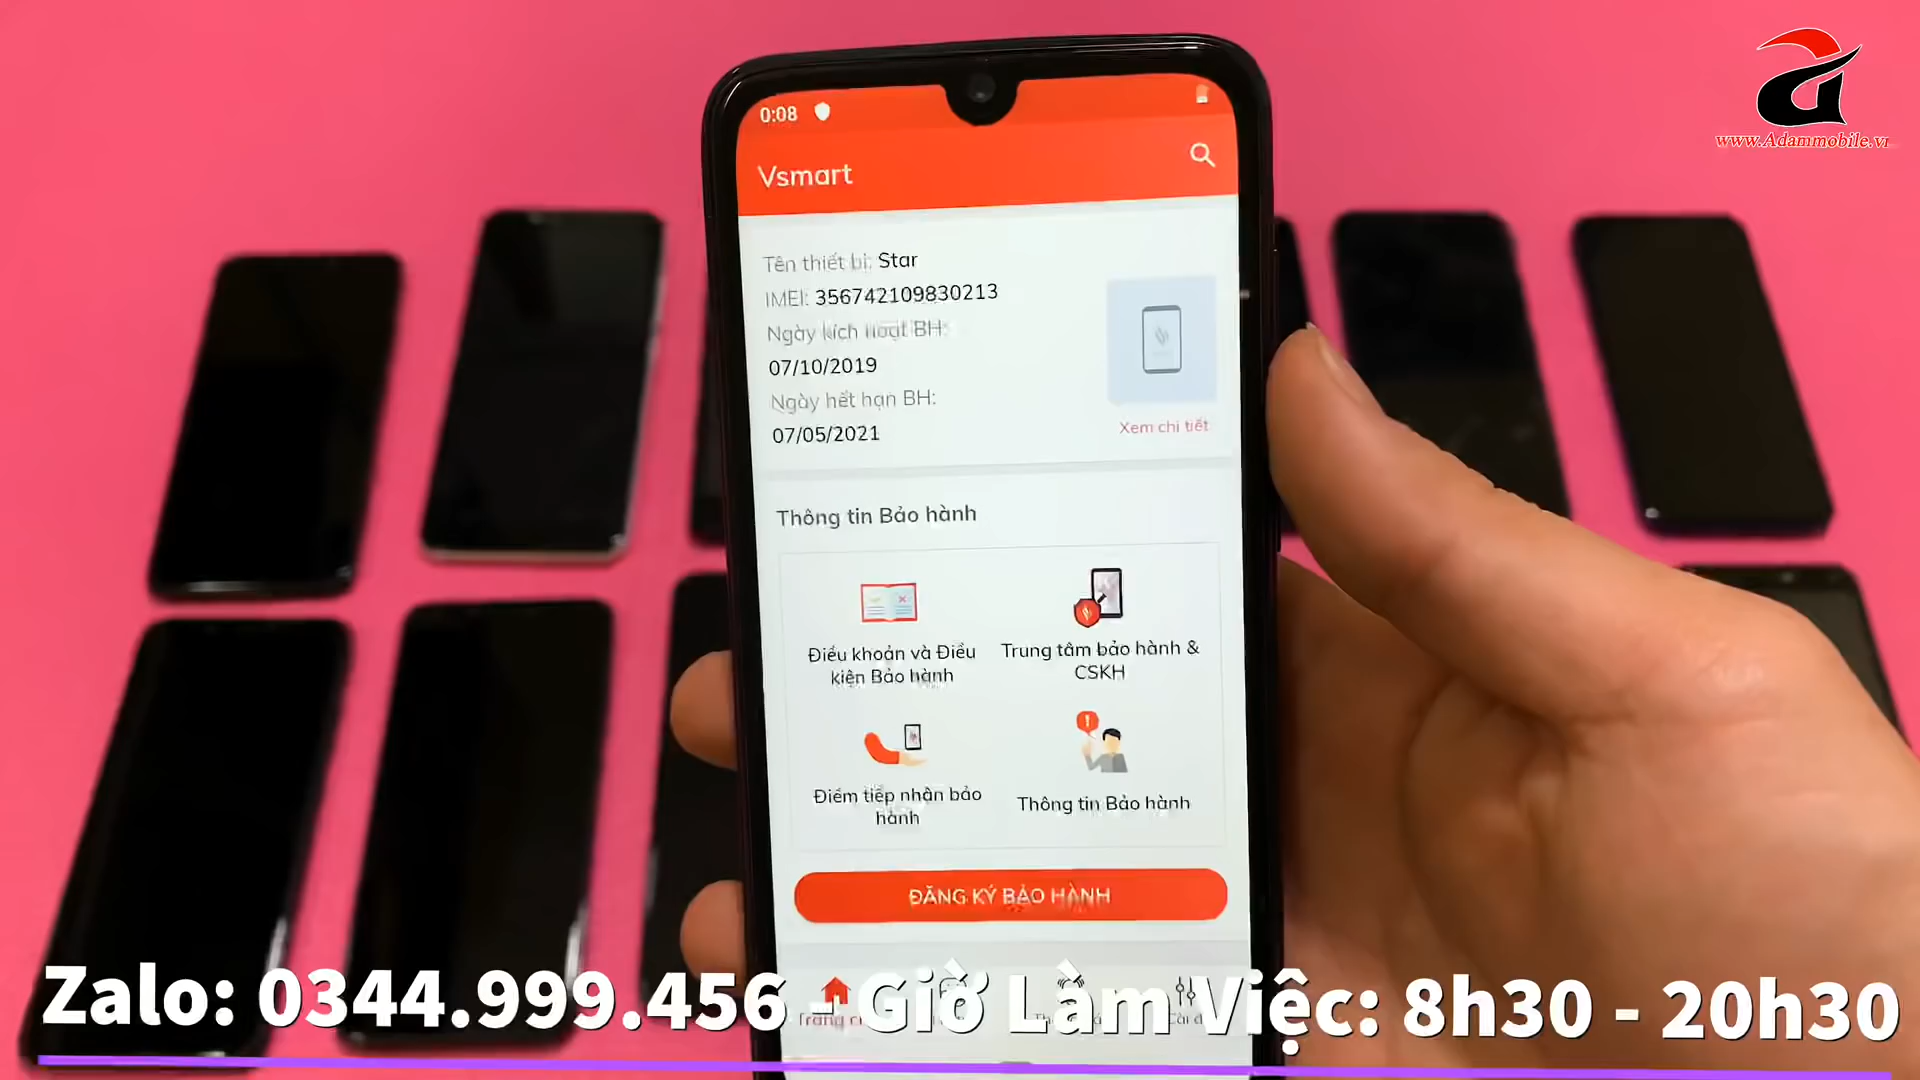 www.Adammobile.vn
0:08
Vsmart
Tên thiết bị: Star
IMEI: 356742109830213
Ngày kích hoạt BH:
07/10/2019
Ngày hết hạn BH:
07/05/2021
Xem chi tiết
Thông tin Bảo hành
Điều khoản và Điều
kiện Bảo hành
Trung tâm bảo hành &
CSKH
Điểm tiếp nhận bảo
hành
Thông tin Bảo hành
ĐĂNG KÝ BẢO HÀNH
Zalo: 0344.999.456 - Giờ Lầm Việc: 8h30 - 20h30